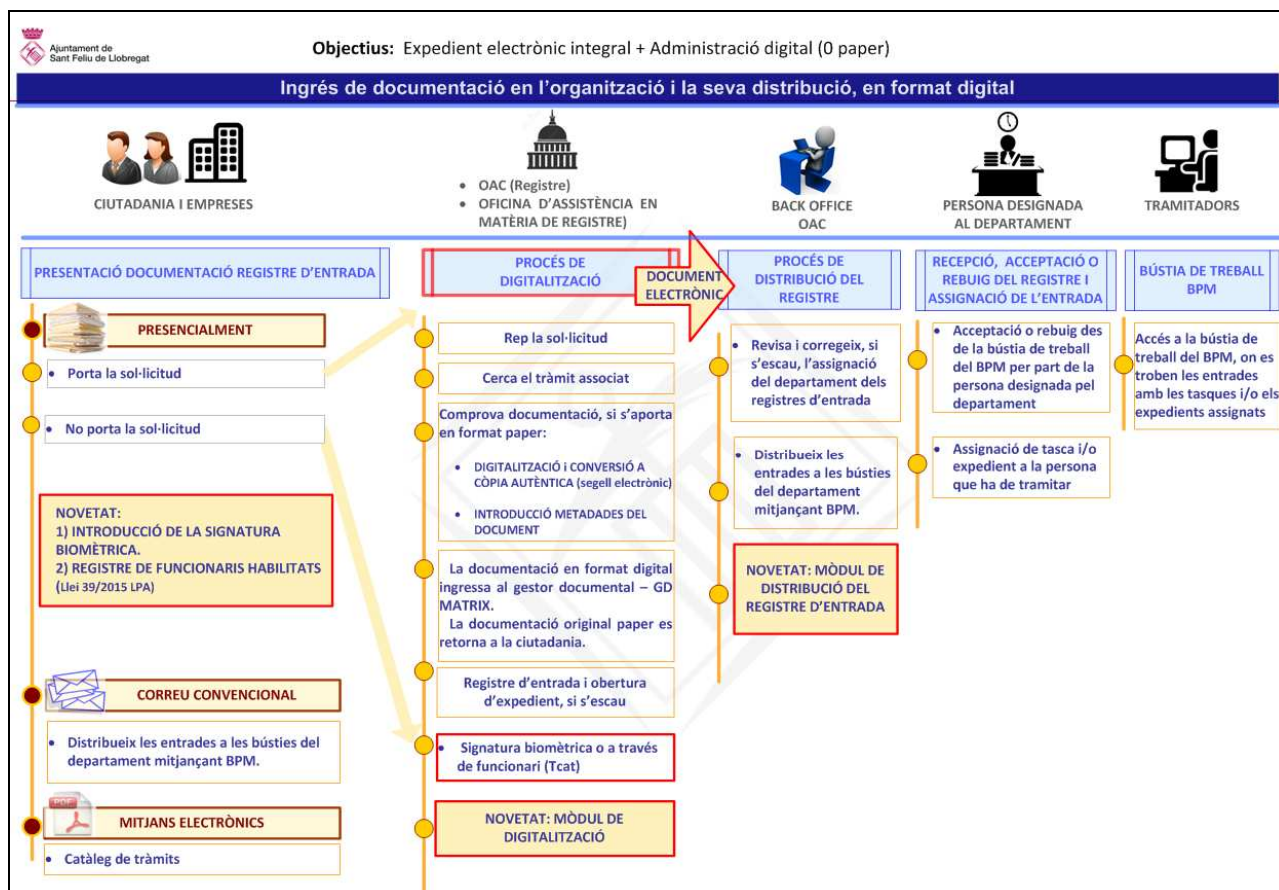 Ajuntament de
Sant Feliu de Llobregat
Objectius: Expedient electrònic integral + Administració digital (0 paper)
Ingrés de documentació en l'organització i la seva distribució, en format digital
CIUTADANIA I EMPRESES
• OAC (Registre)
• OFICINA D'ASSISTÈNCIA EN
MATÈRIA DE REGISTRE)
BACK OFFICE
OAC
PERSONA DESIGNADA
AL DEPARTAMENT
TRAMITADORS
PRESENTACIÓ DOCUMENTACIÓ REGISTRE D'ENTRADA
PRESENCIALMENT
• Porta la sol·licitud
• No porta la sol·licitud
NOVETAT:
1) INTRODUCCIÓ DE LA SIGNATURA
BIOMÈTRICA.
2) REGISTRE DE FUNCIONARIS HABILITATS
(Llei 39/2015 LPA)
CORREU CONVENCIONAL
• Distribueix les entrades a les bústies del
departament mitjançant BPM.
PDF
MITJANS ELECTRÒNICS
• Catàleg de tràmits
PROCÉS DE
DIGITALITZACIÓ
DOCUMENT
ELECTRÒNIC
Rep la sol·licitud
Cerca el tràmit associat
Comprova documentació, si s'aporta
en format paper:
• DIGITALITZACIÓ i CONVERSIÓ A
CÒPIA AUTÈNTICA (segell electrònic)
• INTRODUCCIÓ METADADES DEL
DOCUMENT
La documentació en format digital
ingressa al gestor documental – GD
MATRIX.
La documentació original paper es
retorna a la ciutadania.
Registre d'entrada i obertura
d'expedient, si s'escau
• Signatura biomètrica o a través
de funcionari (Tcat)
NOVETAT: MÒDUL DE
DIGITALITZACIÓ
PROCÉS DE
DISTRIBUCIÓ DEL
REGISTRE
• Revisa i corregeix, si
s'escau, l'assignació
del departament dels
registres d'entrada
• Distribueix les
entrades a les bústies
del departament
mitjançant BPM.
NOVETAT: MÒDUL DE
DISTRIBUCIÓ DEL
REGISTRE D'ENTRADA
RECEPCIÓ, ACCEPTACIÓ O
REBUIG DEL REGISTRE I
ASSIGNACIÓ DE L'ENTRADA
• Acceptació o rebuig des
de la bústia de treball
del BPM per part de la
persona designada pel
departament
• Assignació de tasca i/o
expedient a la persona
que ha de tramitar
BÚSTIA DE TREBALL
BPM
Accés a la bústia de
treball del BPM, on es
troben les entrades
amb les tasques i/o els
expedients assignats